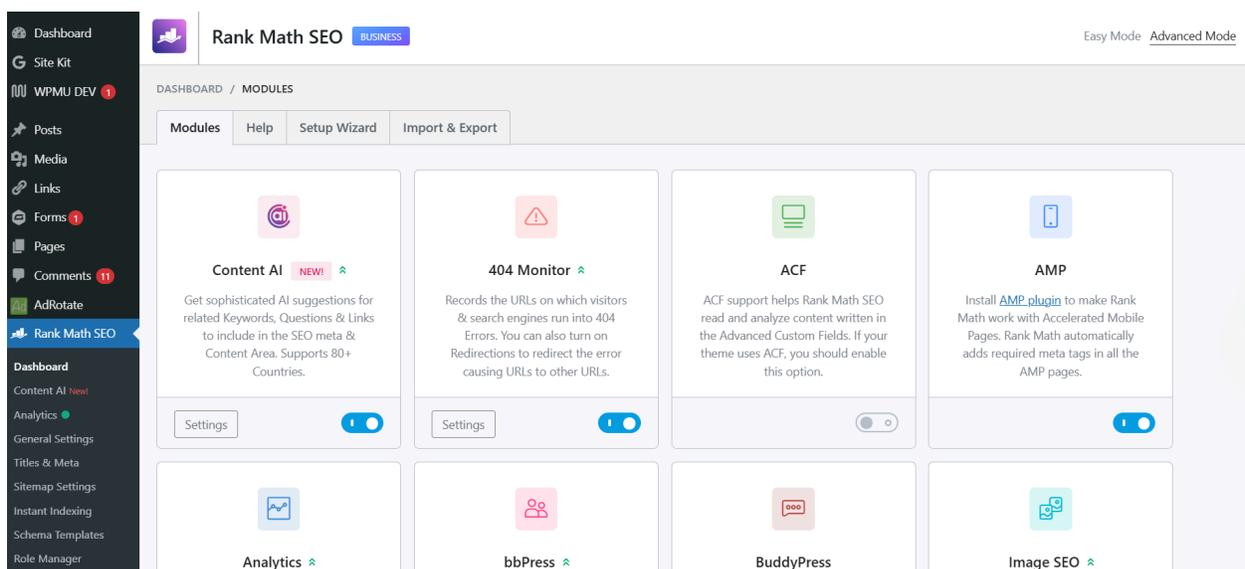 Dashboard
Site Kit
WPMU DEV 1
Posts
Media
Links
Forms 1
Pages
Comments 11
AdRotate
Rank Math SEO
Dashboard
Content AI New!
Analytics
General Settings
Titles & Meta
Sitemap Settings
Instant Indexing
Schema Templates
Role Manager
Rank Math SEO BUSINESS
Easy Mode Advanced Mode
DASHBOARD / MODULES
Modules Help Setup Wizard Import & Export
Content AI NEW!
Get sophisticated AI suggestions for
related Keywords, Questions & Links
to include in the SEO meta &
Content Area. Supports 80+
Countries.
Settings
404 Monitor
Records the URLs on which visitors
& search engines run into 404
Errors. You can also turn on
Redirections to redirect the error
causing URLs to other URLs.
Settings
ACF
ACF support helps Rank Math SEO
read and analyze content written in
the Advanced Custom Fields. If your
theme uses ACF, you should enable
this option.
AMP
Install AMP plugin to make Rank
Math work with Accelerated Mobile
Pages. Rank Math automatically
adds required meta tags in all the
AMP pages.
Analytics
bbPress
BuddyPress
Image SEO